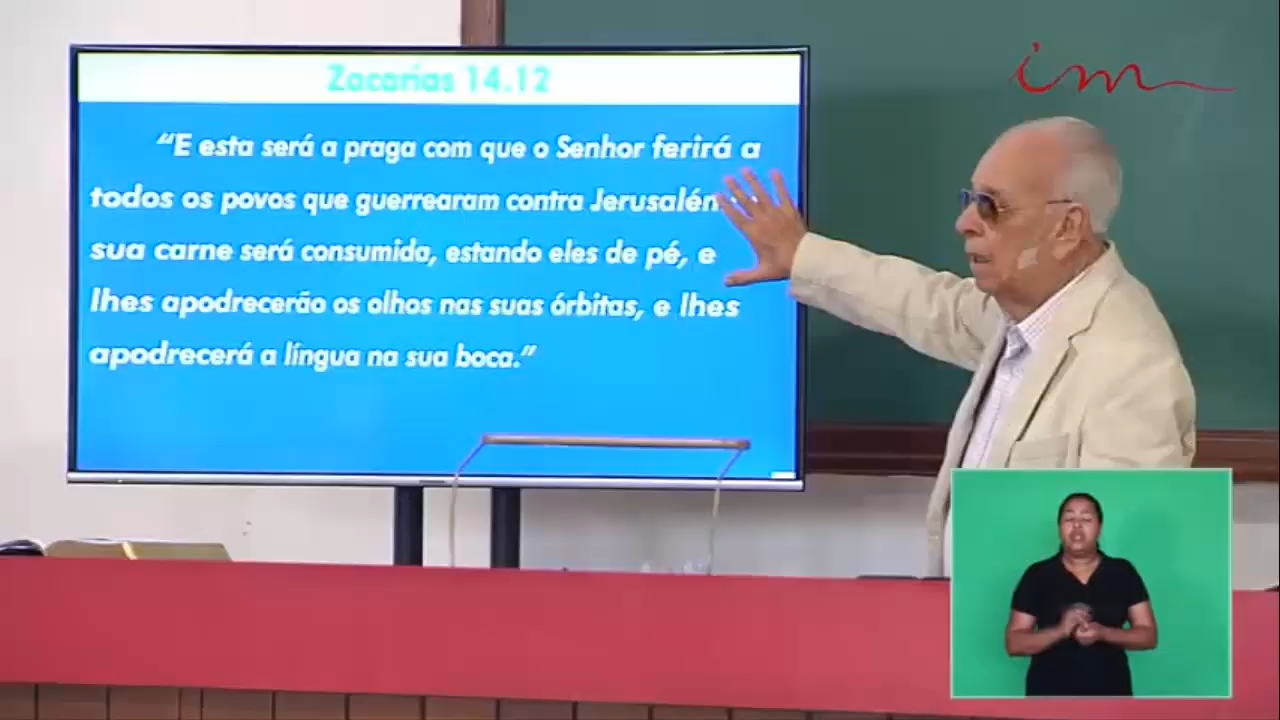 im
Zacarias 14.12
“E esta será a praga com que o Senhor ferirá a
todos os povos que guerrearam contra Jerusalém
sua carne será consumida, estando eles de pé, e
lhes apodrecerão os olhos nas suas órbitas, e lhes
apodrecerá a língua na sua boca.”